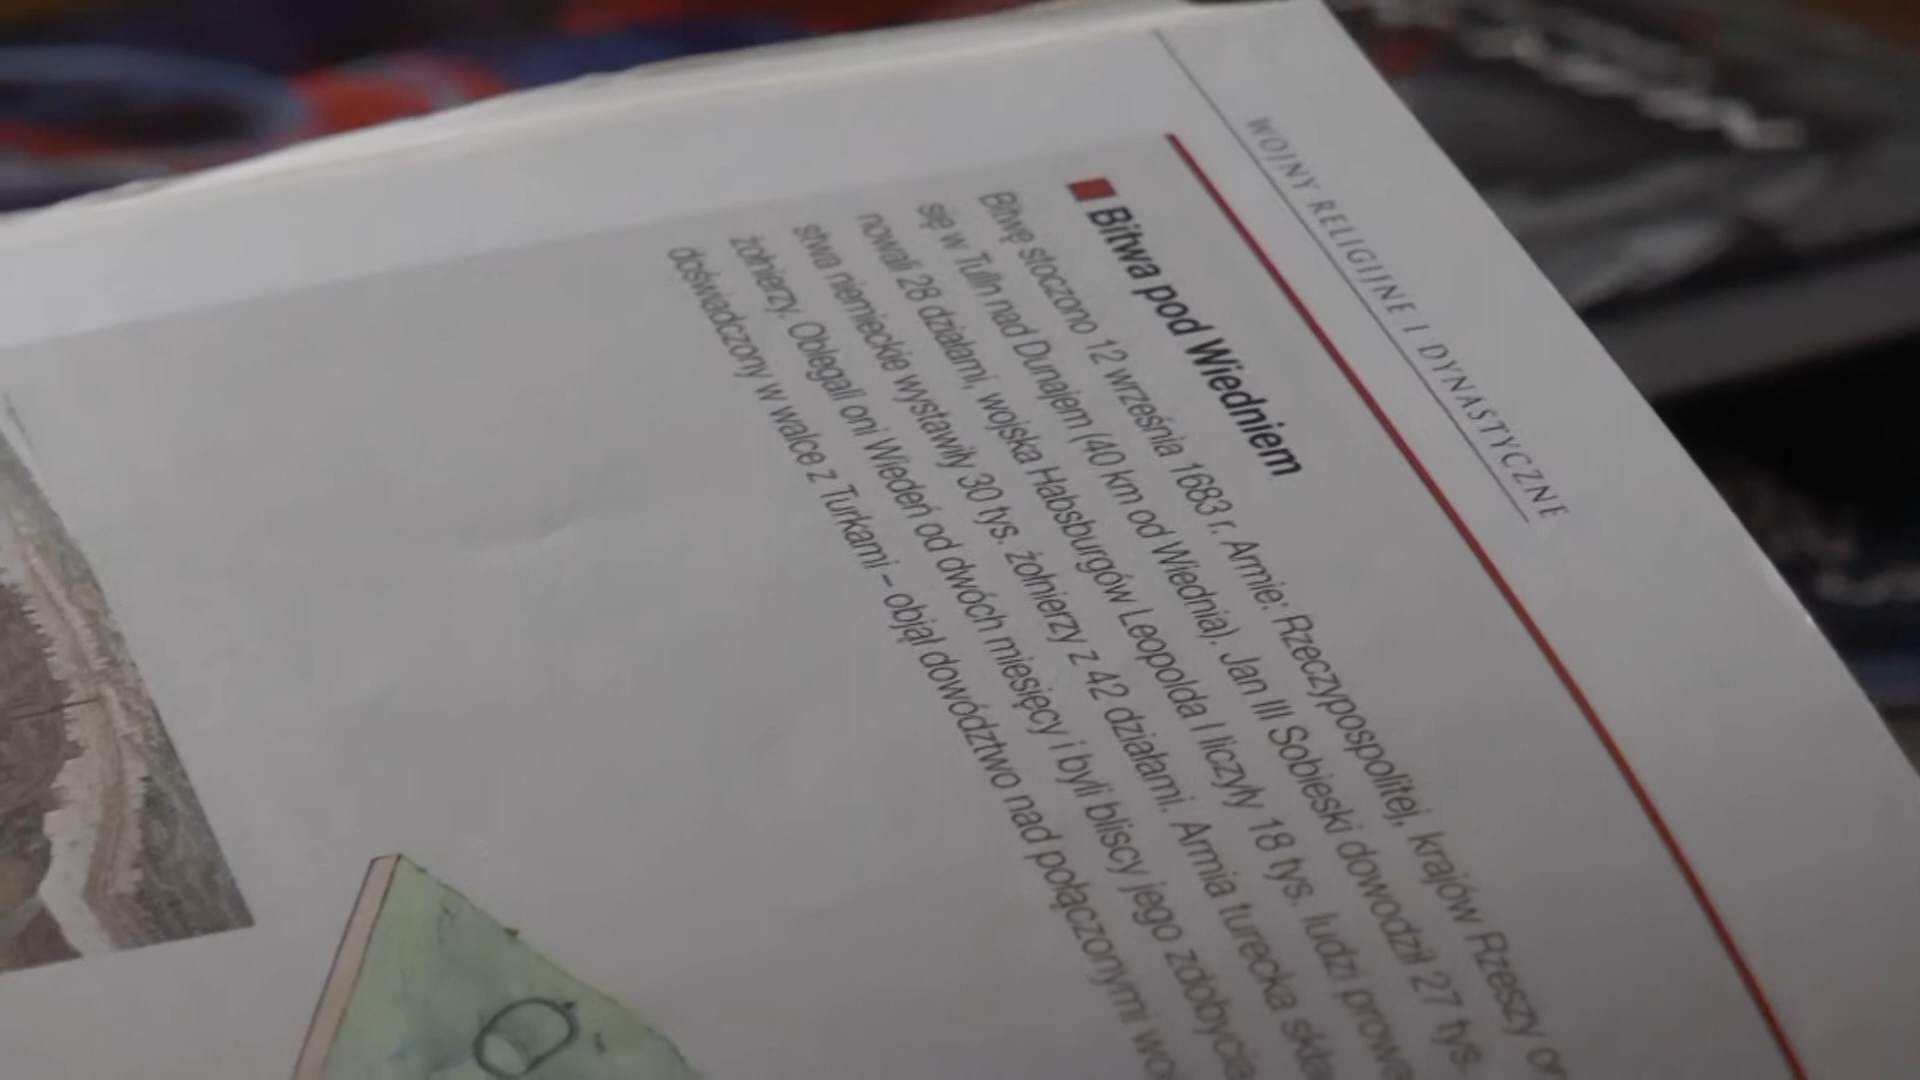 WOJNY RELIGIJNE I DYNASTYCZNE
Bitwa pod Wiedniem
Bitwę stoczono 12 września 1683 r. Armie: Rzeczypospolitej, krajów Rzeszy
się w Tulln nad Dunajem (40 km od Wiednia). Jan III Sobieski dowodził 27 tys.
nowali 28 działami, wojska Habsburgów Leopolda I liczyły 18 tys. ludzi
stwa niemieckie wystawiły 30 tys. żołnierzy z 42 działami. Armia turecka
żołnierzy. Oblegali oni Wiedeń od dwóch miesięcy i byli bliscy jego
doświadczony w walce z Turkami – objął dowództwo nad połączonymi